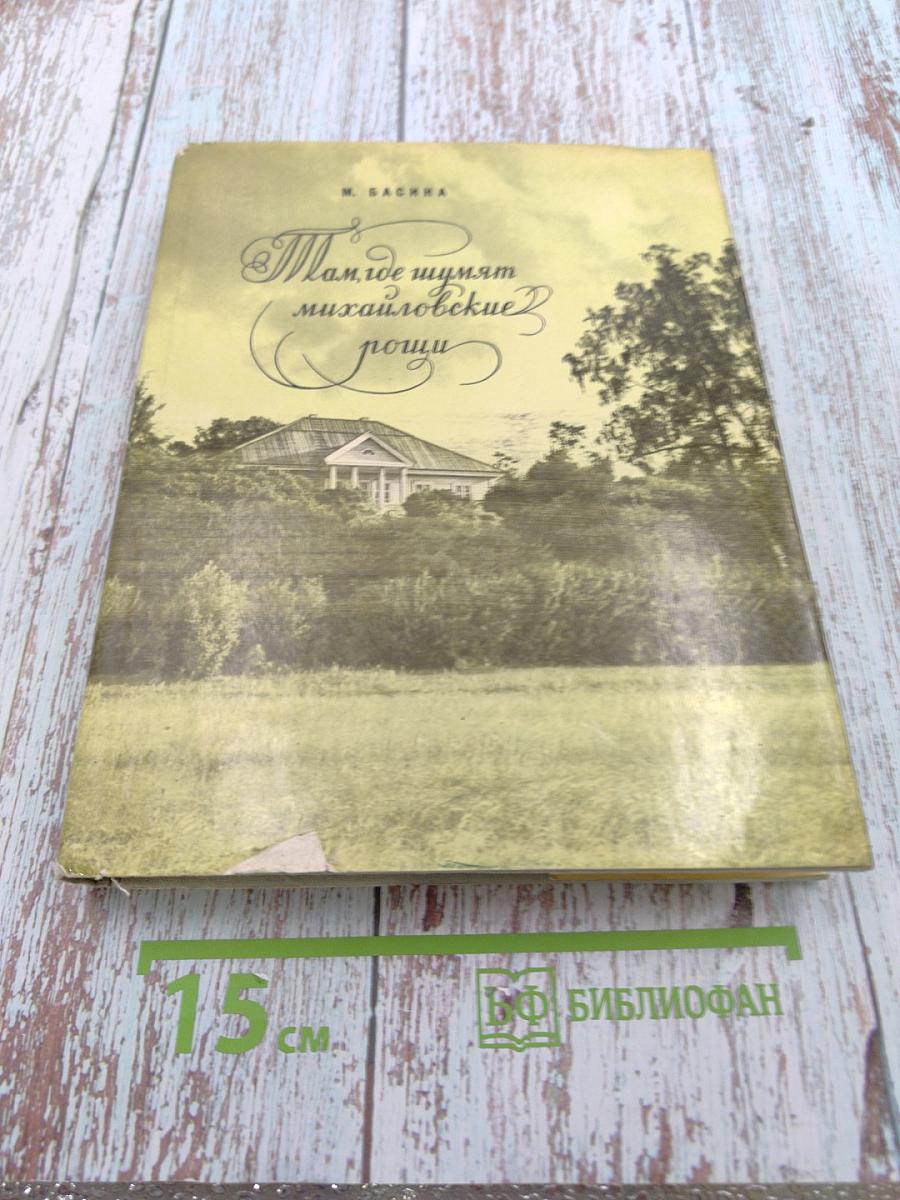 М. БАСИНА
Там, где шумят
михайловские
рощи
15 см
БФ БИБЛИОФАН